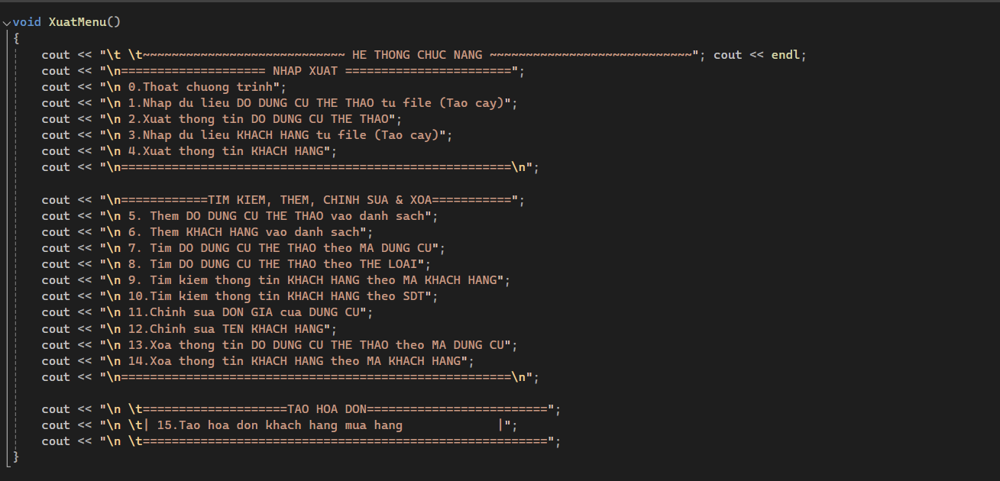 void XuatMenu()
{
    cout << "\t \t~~~~~~~~~~~~~~~~~~~~~~~~~~~~ HE THONG CHUC NANG ~~~~~~~~~~~~~~~~~~~~~~~~~~~~"; cout << endl;
    cout << "\n==================== NHAP XUAT =======================";
    cout << "\n 0.Thoat chuong trinh";
    cout << "\n 1.Nhap du lieu DO DUNG CU THE THAO tu file (Tao cay)";
    cout << "\n 2.Xuat thong tin DO DUNG CU THE THAO";
    cout << "\n 3.Nhap du lieu KHACH HANG tu file (Tao cay)";
    cout << "\n 4.Xuat thong tin KHACH HANG";
    cout << "\n======================================================\n";

    cout << "\n============TIM KIEM, THEM, CHINH SUA & XOA===========";
    cout << "\n 5. Them DO DUNG CU THE THAO vao danh sach";
    cout << "\n 6. Them KHACH HANG vao danh sach";
    cout << "\n 7. Tim DO DUNG CU THE THAO theo MA DUNG CU";
    cout << "\n 8. Tim DO DUNG CU THE THAO theo THE LOAI";
    cout << "\n 9. Tim kiem thong tin KHACH HANG theo MA KHACH HANG";
    cout << "\n 10.Tim kiem thong tin KHACH HANG theo SDT";
    cout << "\n 11.Chinh sua DON GIA cua DUNG CU";
    cout << "\n 12.Chinh sua TEN KHACH HANG";
    cout << "\n 13.Xoa thong tin DO DUNG CU THE THAO theo MA DUNG CU";
    cout << "\n 14.Xoa thong tin KHACH HANG theo MA KHACH HANG";
    cout << "\n======================================================\n";

    cout << "\n \t====================TAO HOA DON=========================";
    cout << "\n \t| 15.Tao hoa don khach hang mua hang             |";
    cout << "\n \t========================================================";
}